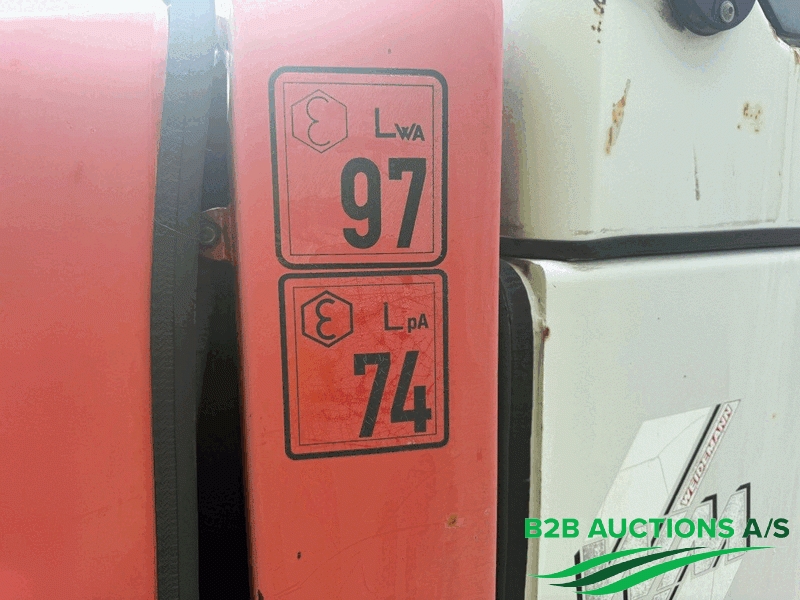 ε LWA
97
ε LpA
74
WEIDEMANN
B2B AUCTIONS A/S